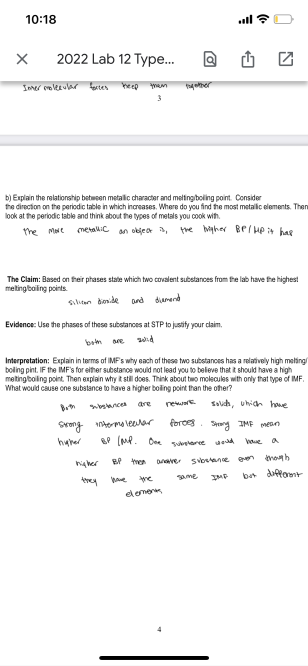 10:18
2022 Lab 12 Type...
Inter molecular forces keep them together
3
b) Explain the relationship between metallic character and melting/boiling point. Consider
the direction on the periodic table in which increases. Where do you find the most metallic elements. Then
look at the periodic table and think about the types of metals you cook with.
The more metallic an object is, the higher BP/MP it has
The Claim: Based on their phases state which two covalent substances from the lab have the highest
melting/boiling points.
silicon dioxide and diamond
Evidence: Use the phases of these substances at STP to justify your claim.
both are solid
Interpretation: Explain in terms of IMF's why each of these two substances has a relatively high melting/
boiling pint. IF the IMF's for either substance would not lead you to believe that it should have a high
melting/boiling point. Then explain why it still does. Think about two molecules with only that type of IMF.
What would cause one substance to have a higher boiling point than the other?
Both substances are network solids, which have
strong intermolecular forces. Strong IMF mean
higher BP/MP. One substance would have a
higher BP then another substance even though
they have the same IMF but different
elements
4